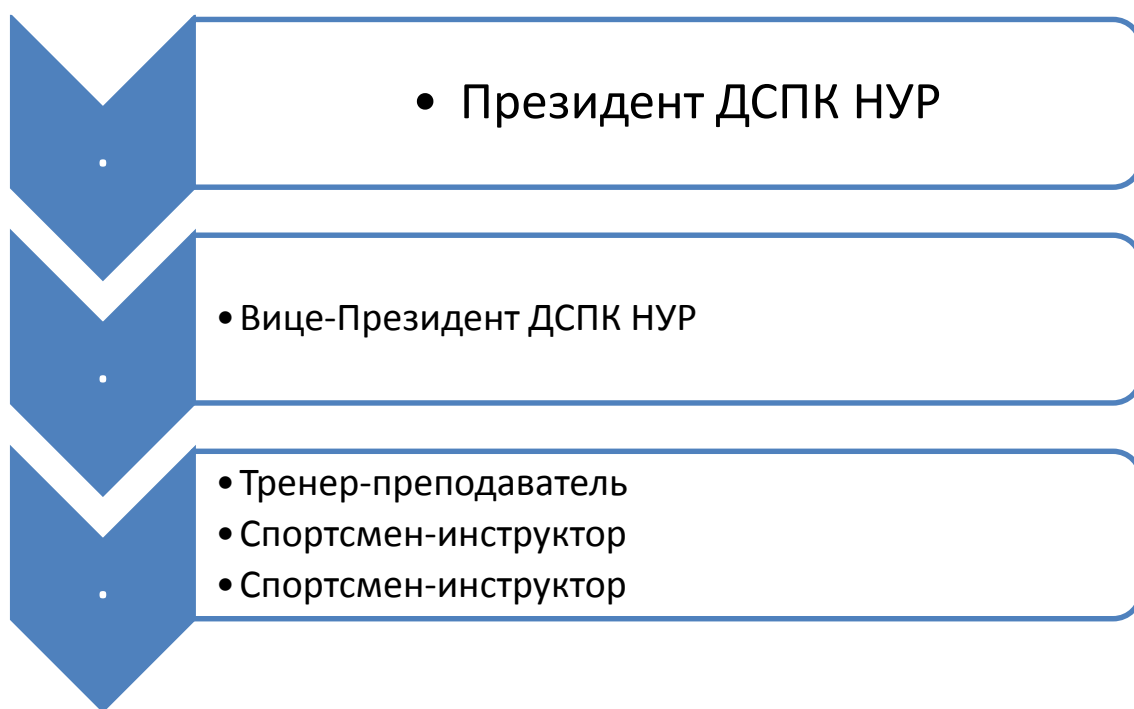 • Президент ДСПК НУР
.
• Вице-Президент ДСПК НУР
.
• Тренер-преподаватель
• Спортсмен-инструктор
• Спортсмен-инструктор
.